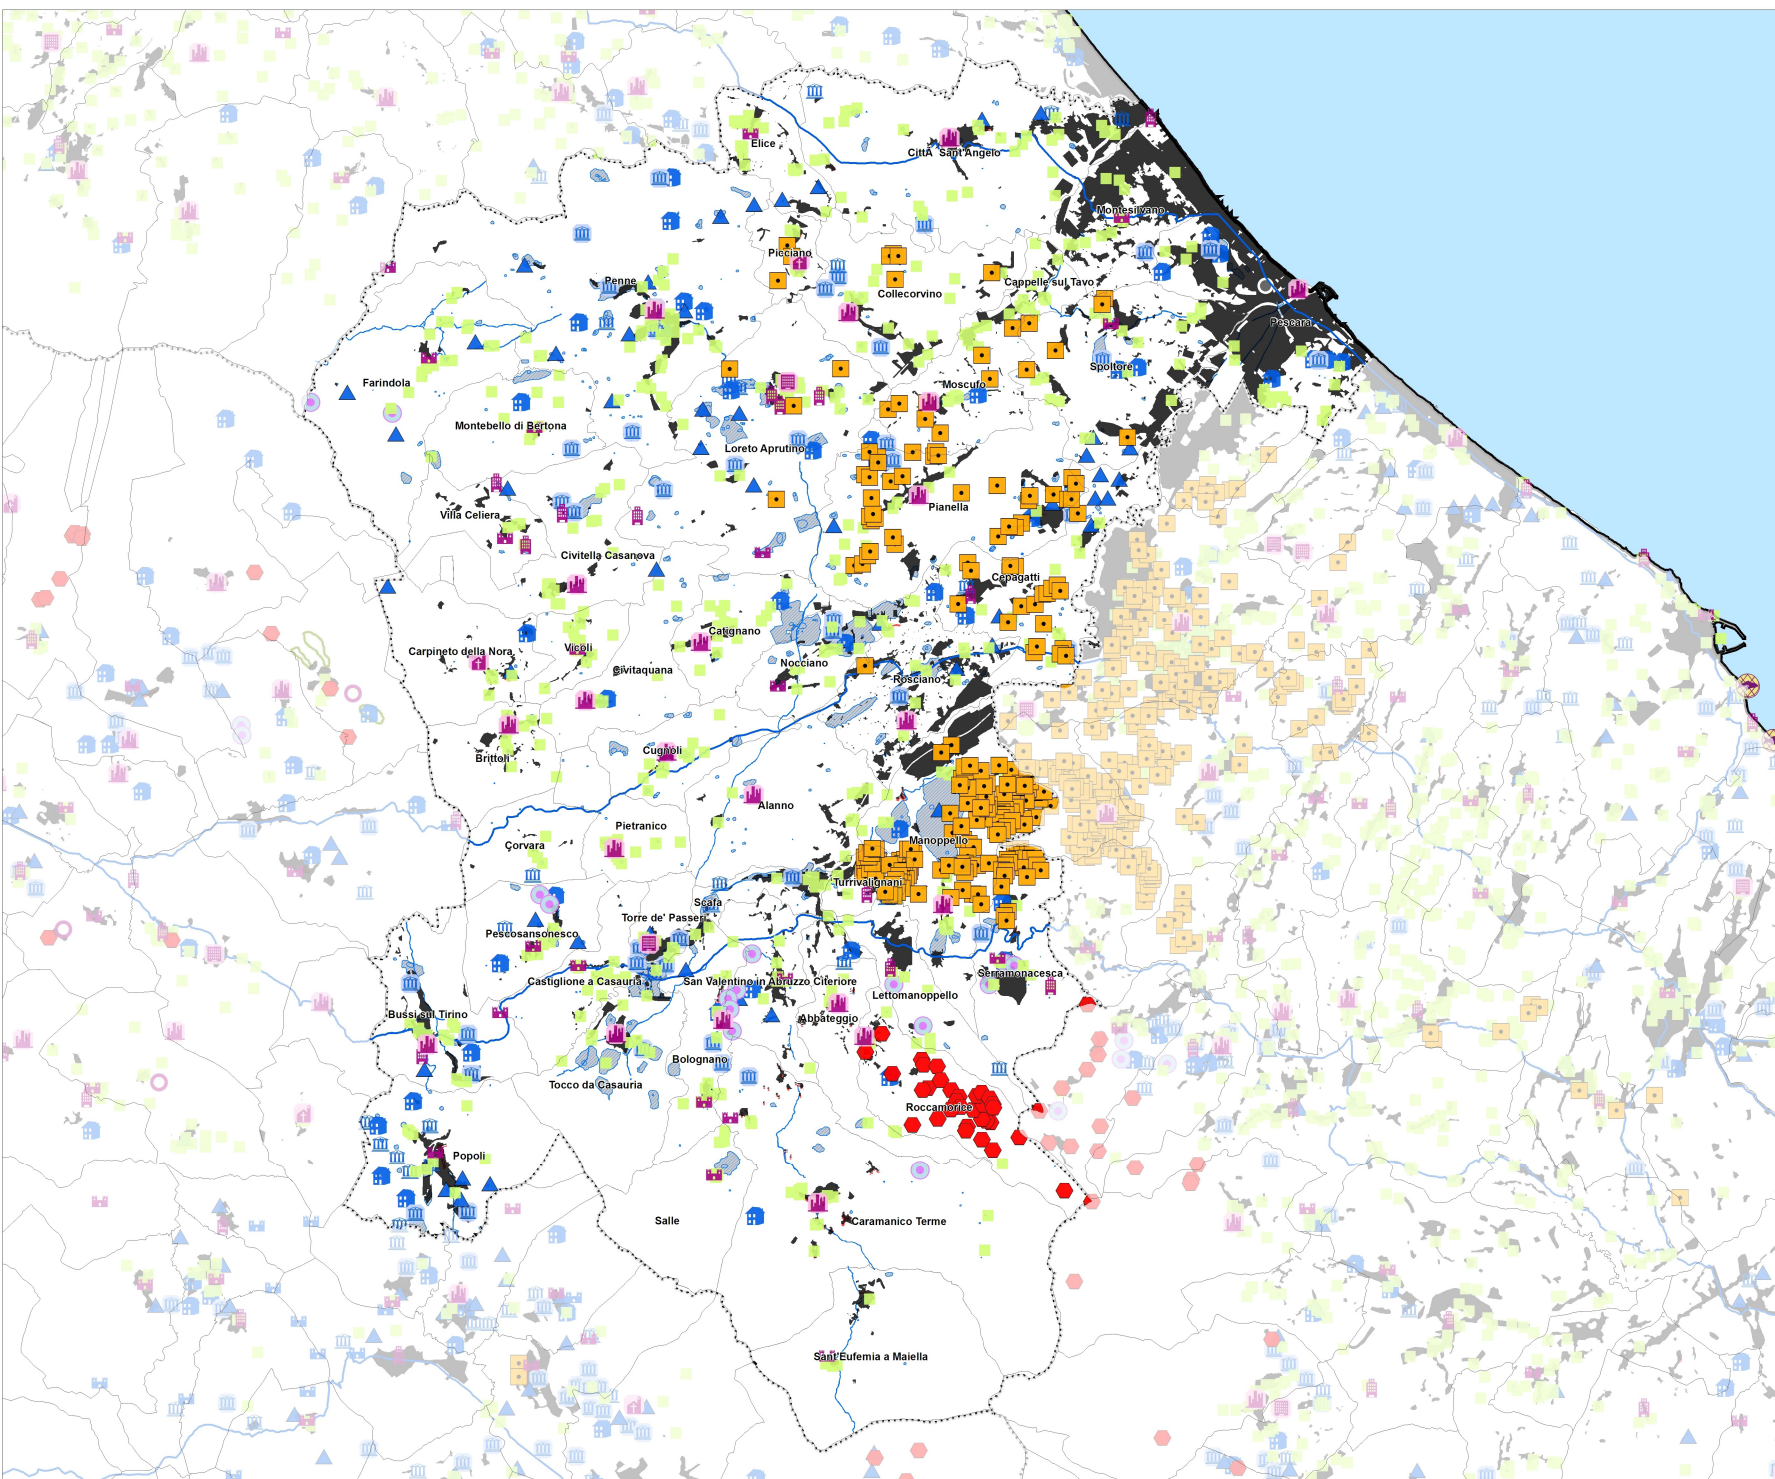 Elice
CittÀ Sant'Angelo
Montesilvano
Picciano
Penne
Cappelle sul Tavo
Collecorvino
Pescara
Spoltore
Farindola
Moscufo
Montebello di Bertona
Loreto Aprutino
Pianella
Villa Celiera
Civitella Casanova
Cepagatti
Catignano
Carpineto della Nora
Vicoli
Civitaquana
Nocciano
Rosciano
Cugnoli
Brittoli
Alanno
Pietranico
Corvara
Manoppello
Turrivalignani
Scafa
Torre de' Passeri
Pescosansonesco
Serramonacesca
Castiglione a Casauria
San Valentino in Abruzzo Citeriore
Lettomanoppello
Bussi sul Tirino
Abbateggio
Bolognano
Tocco da Casauria
Roccamorice
Popoli
Salle
Caramanico Terme
Sant'Eufemia a Maiella